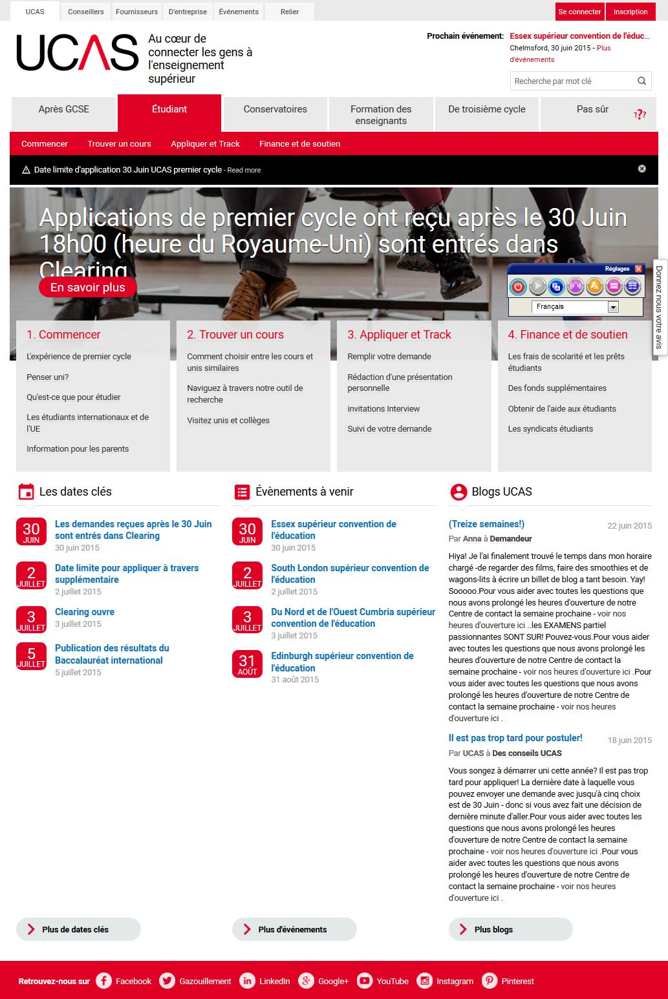 UCAS
Conseillers
Fournisseurs
D'entreprise
Événements
Relier
Se connecter
Inscription
UCAS
Au cœur de
connecter les gens à
l'enseignement
supérieur
Prochain événement:
Essex supérieur convention de l'éduc...
Chelmsford, 30 juin 2015 - Plus
d'événements
Recherche par mot clé
Après GCSE
Étudiant
Conservatoires
Formation des
enseignants
De troisième cycle
Pas sûr
???
Commencer
Trouver un cours
Appliquer et Track
Finance et de soutien
Date limite d'application 30 Juin UCAS premier cycle - Read more
Applications de premier cycle ont reçu après le 30 Juin
18h00 (heure du Royaume-Uni) sont entrés dans
Clearing
En savoir plus
Réglages
Français
Donnez nous votre avis
1. Commencer
L'expérience de premier cycle
Penser uni?
Qu'est-ce que pour étudier
Les étudiants internationaux et de
l'UE
Information pour les parents
2. Trouver un cours
Comment choisir entre les cours et
unis similaires
Naviguez à travers notre outil de
recherche
Visitez unis et collèges
3. Appliquer et Track
Remplir votre demande
Rédaction d'une présentation
personnelle
invitations Interview
Suivi de votre demande
4. Finance et de soutien
Les frais de scolarité et les prêts
étudiants
Des fonds supplémentaires
Obtenir de l'aide aux étudiants
Les syndicats étudiants
Les dates clés
30
JUIN
Les demandes reçues après le 30 Juin
sont entrés dans Clearing
30 juin 2015
2
JUILLET
Date limite pour appliquer à travers
supplémentaire
2 juillet 2015
3
JUILLET
Clearing ouvre
3 juillet 2015
5
JUILLET
Publication des résultats du
Baccalauréat international
5 juillet 2015
Évènements à venir
30
JUIN
Essex supérieur convention de
l'éducation
30 juin 2015
2
JUILLET
South London supérieur convention de
l'éducation
2 juillet 2015
3
JUILLET
Du Nord et de l'Ouest Cumbria supérieur
convention de l'éducation
3 juillet 2015
31
AOÛT
Edinburgh supérieur convention de
l'éducation
31 août 2015
Blogs UCAS
(Treize semaines!)
22 juin 2015
Par Anna à Demandeur
Hiya! Je l'ai finalement trouvé le temps dans mon horaire
chargé -de regarder des films, faire des smoothies et de
wagons-lits à écrire un billet de blog a tant besoin. Yay!
Sooooo.Pour vous aider avec toutes les questions que
nous avons prolongé les heures d'ouverture de notre
Centre de contact la semaine prochaine - voir nos
heures d'ouverture ici ..les EXAMENS partiel
passionnantes SONT SUR! Pouvez-vous.Pour vous aider
avec toutes les questions que nous avons prolongé les
heures d'ouverture de notre Centre de contact la
semaine prochaine - voir nos heures d'ouverture ici .Pour
vous aider avec toutes les questions que nous avons
prolongé les heures d'ouverture de notre Centre de
contact la semaine prochaine - voir nos heures
d'ouverture ici .
Il est pas trop tard pour postuler!
18 juin 2015
Par UCAS à Des conseils UCAS
Vous songez à démarrer uni cette année? Il est pas trop
tard pour appliquer! La dernière date à laquelle vous
pouvez envoyer une demande avec jusqu'à cinq choix
est de 30 Juin - donc si vous avez fait une décision de
dernière minute d'aller.Pour vous aider avec toutes les
questions que nous avons prolongé les heures
d'ouverture de notre Centre de contact la semaine
prochaine - voir nos heures d'ouverture ici .Pour vous
aider avec toutes les questions que nous avons
prolongé les heures d'ouverture de notre Centre de
contact la semaine prochaine - voir nos heures
d'ouverture ici .
Plus de dates clés
Plus d'événements
Plus blogs
Retrouvez-nous sur
Facebook
Gazouillement
LinkedIn
Google+
YouTube
Instagram
Pinterest